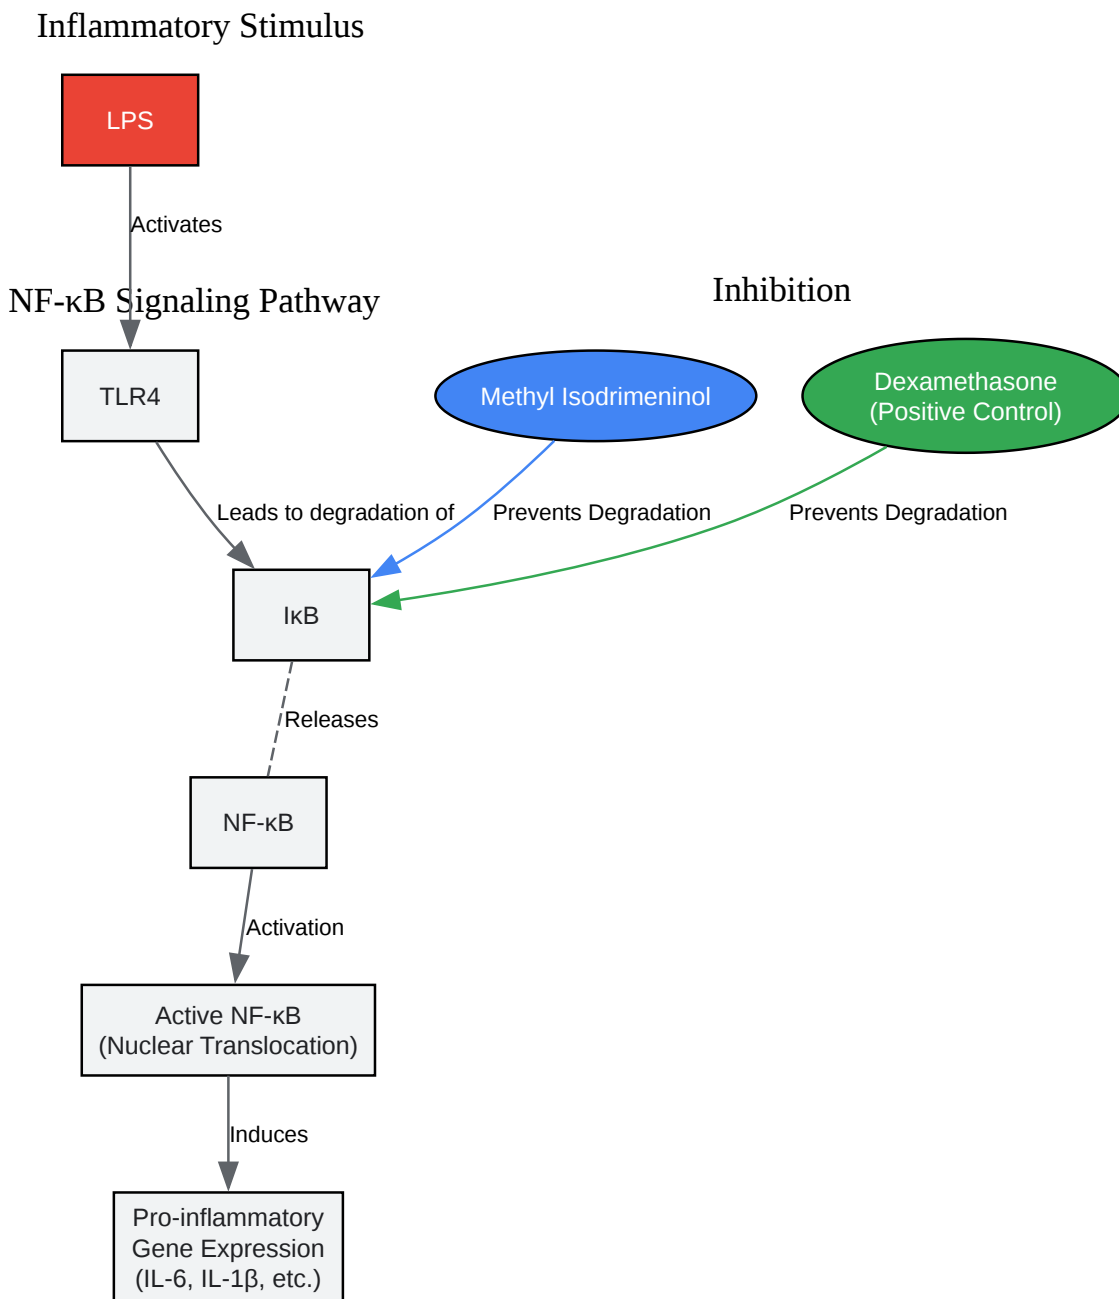 Inflammatory Stimulus
LPS
Activates
NF-κB Signaling Pathway
Inhibition
TLR4
Methyl Isodrimeninol
Dexamethasone
(Positive Control)
Leads to degradation of
Prevents Degradation
Prevents Degradation
IκB
Releases
NF-κB
Activation
Active NF-κB
(Nuclear Translocation)
Induces
Pro-inflammatory
Gene Expression
(IL-6, IL-1β, etc.)